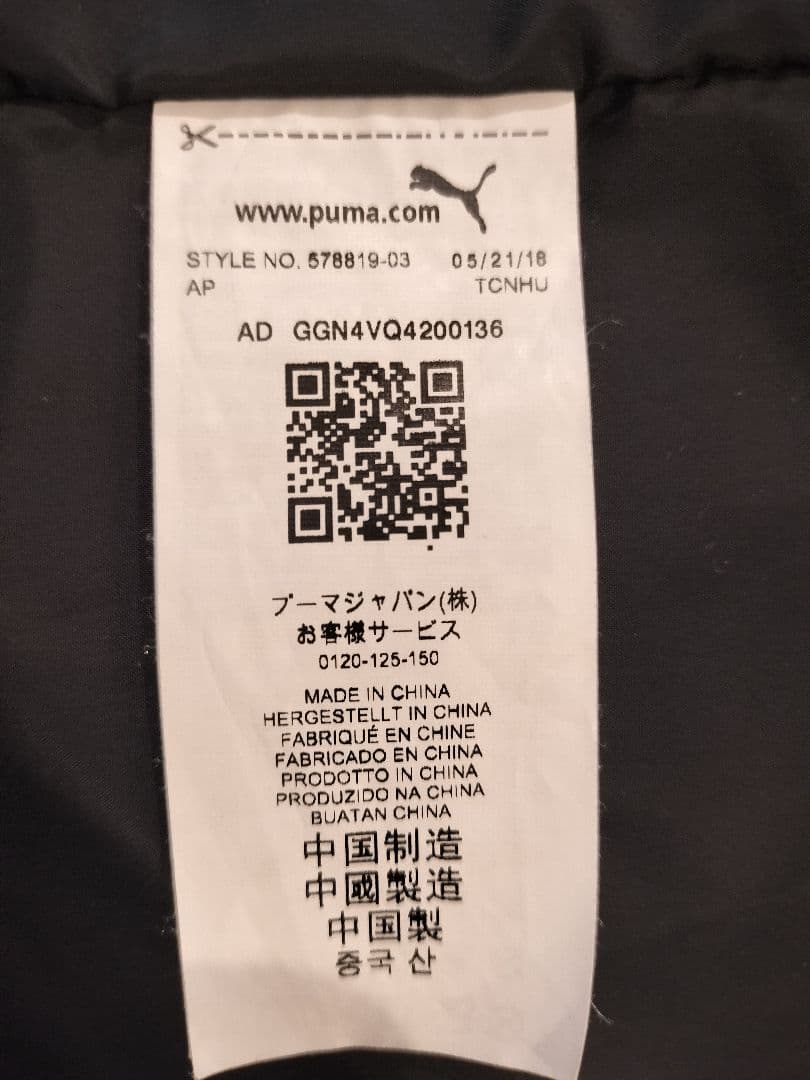 www.puma.com
STYLE NO. 578819-03 05/21/18
AP TCNHU
AD GGN4VQ4200136
プーマジャパン(株)
お客様サービス
0120-125-150
MADE IN CHINA
HERGESTELLT IN CHINA
FABRIQUÉ EN CHINE
FABRICADO EN CHINA
PRODOTTO IN CHINA
PRODUZIDO NA CHINA
BUATAN CHINA
中国制造
中國製造
中国製
중국산